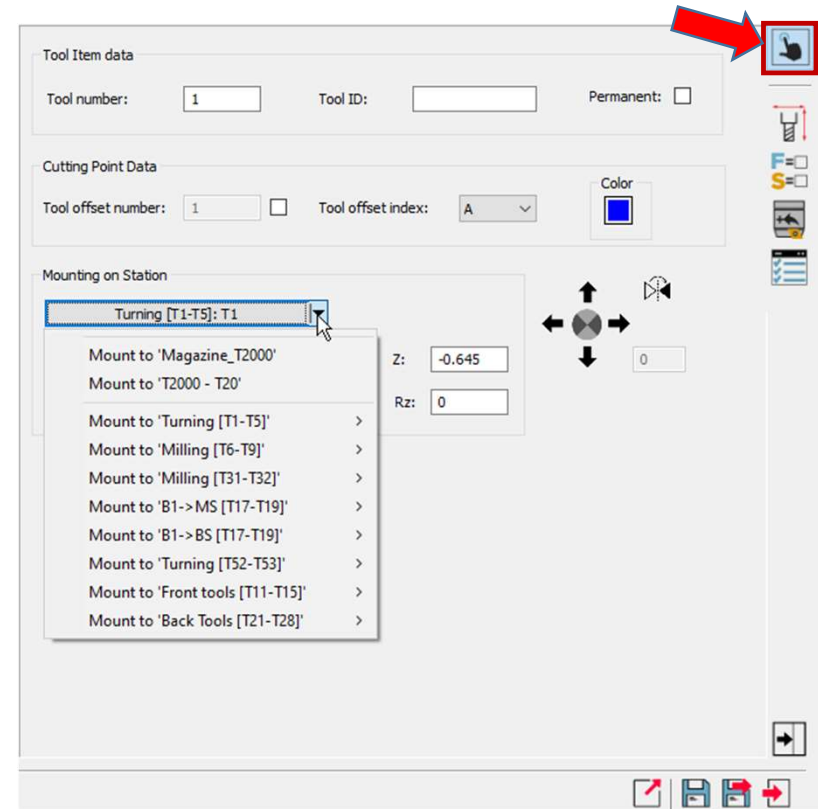 Tool Item data
Tool number: 1 Tool ID: Permanent:
Cutting Point Data
Tool offset number: 1 Tool offset index: A
Color
F=
S=
Mounting on Station
Turning [T1-T5]: T1
Mount to 'Magazine_T2000'
Mount to 'T2000 - T20'
Z: -0.645
0
Rz: 0
Mount to 'Turning [T1-T5]'
Mount to 'Milling [T6-T9]'
Mount to 'Milling [T31-T32]'
Mount to 'B1->MS [T17-T19]'
Mount to 'B1->BS [T17-T19]'
Mount to 'Turning [T52-T53]'
Mount to 'Front tools [T11-T15]'
Mount to 'Back Tools [T21-T28]'